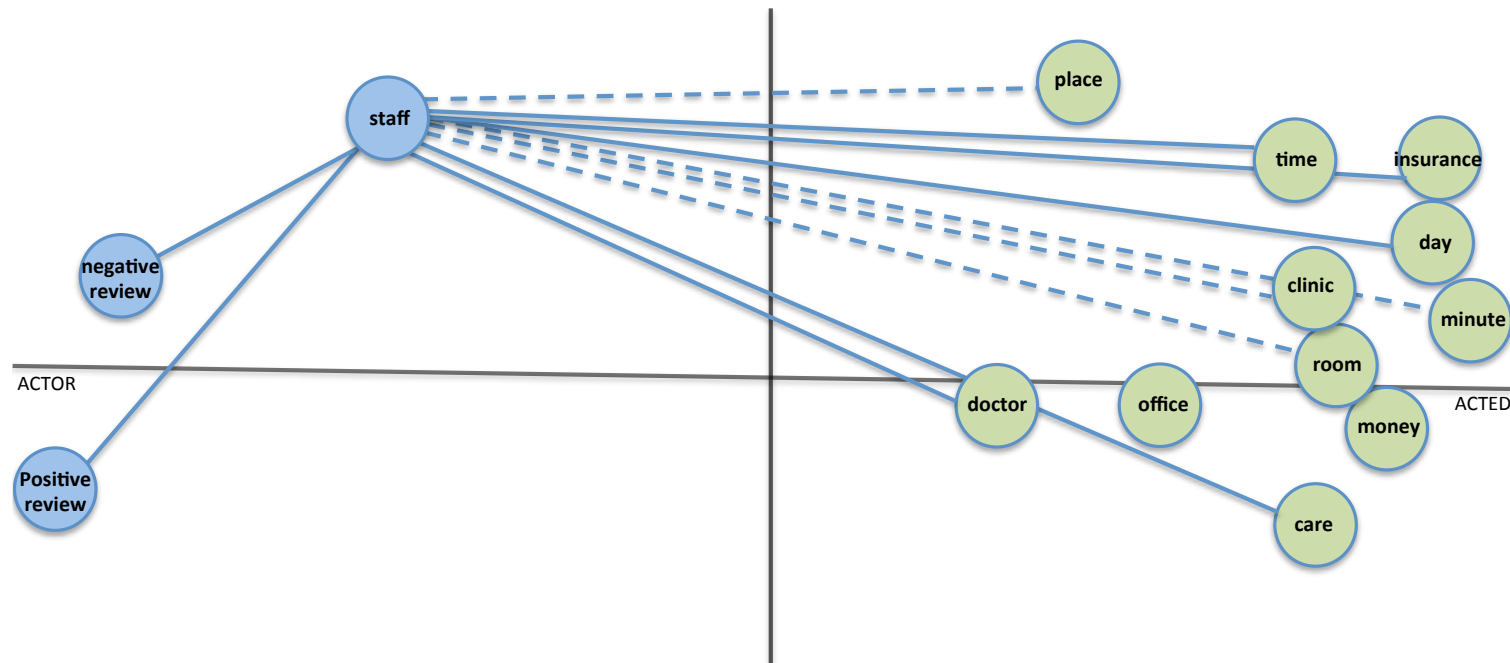 place
staff
time
insurance
day
negative
review
clinic
minute
room
ACTOR
ACTED
doctor
office
money
Positive
review
care